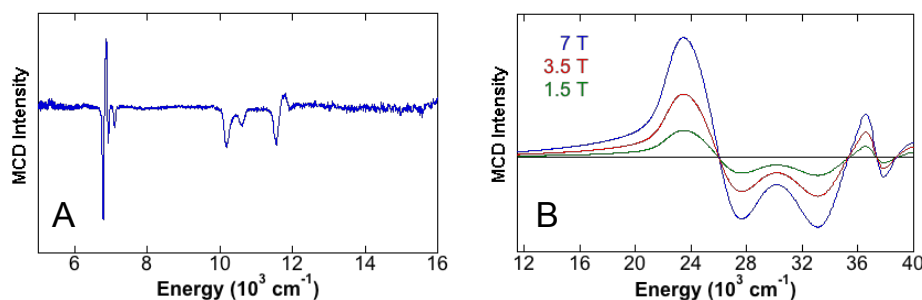 MCD Intensity
A
6 8 10 12 14 16
Energy (10³ cm⁻¹)
MCD Intensity
7 T
3.5 T
1.5 T
B
12 16 20 24 28 32 36 40
Energy (10³ cm⁻¹)